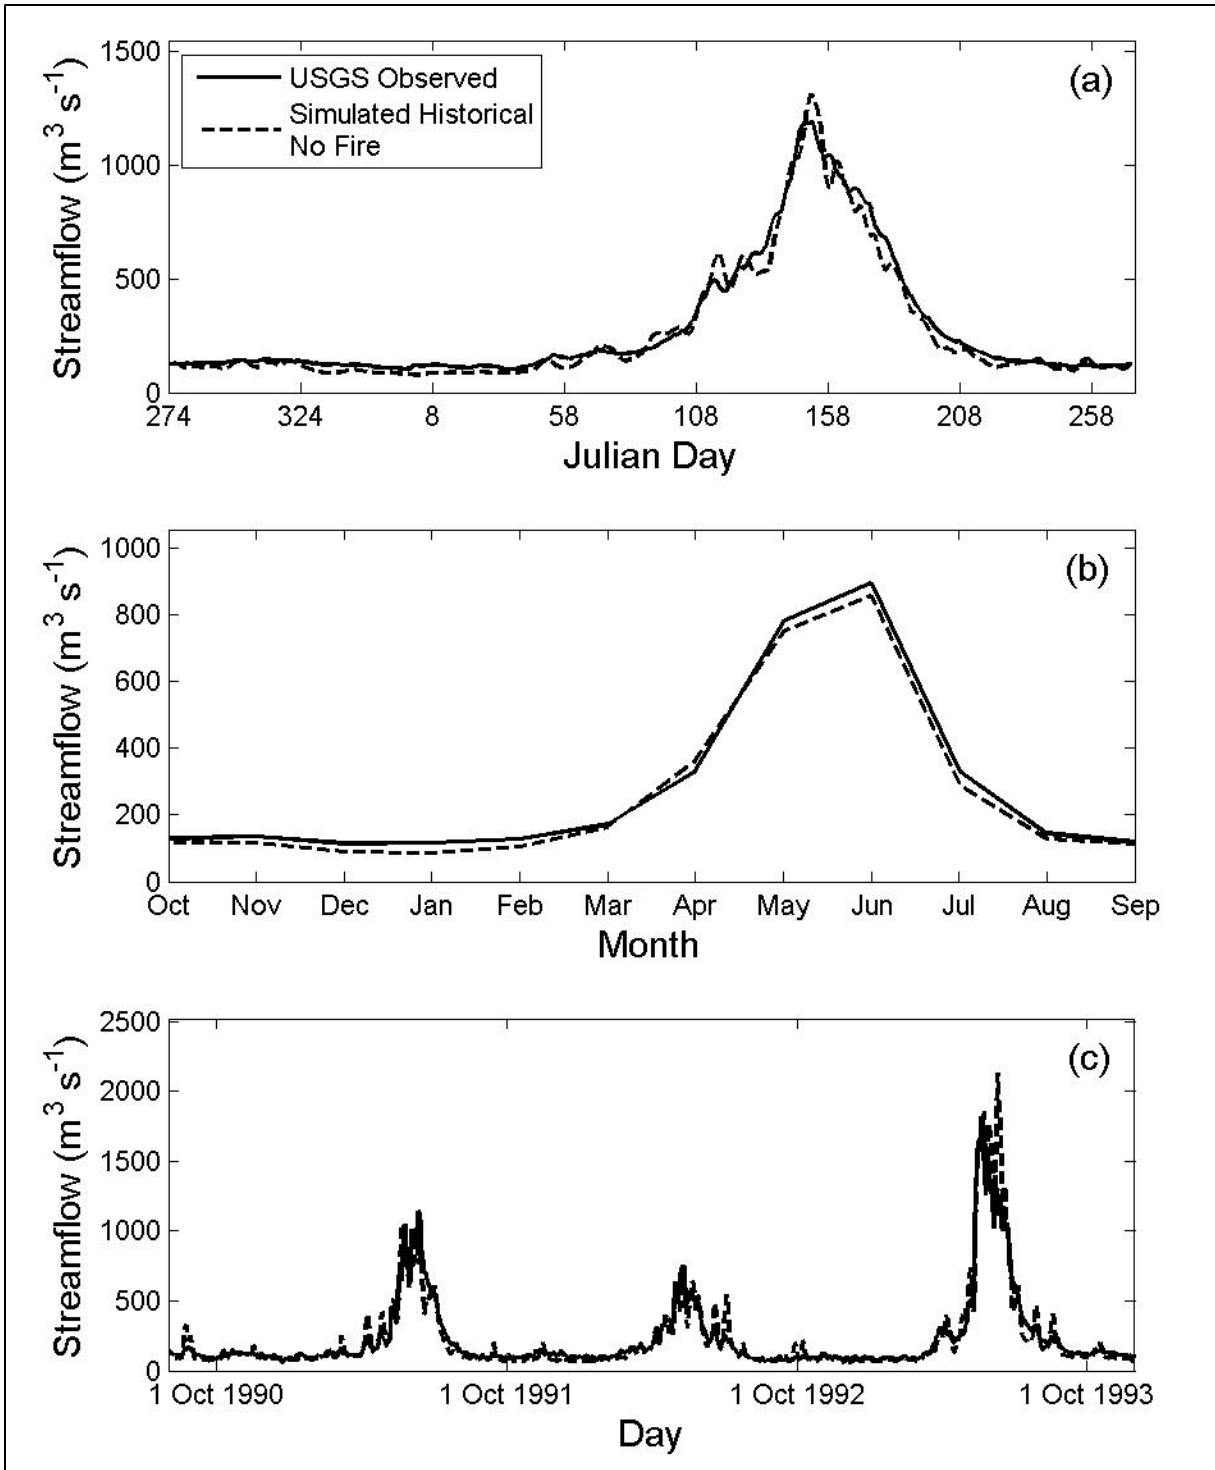 (a)
USGS Observed
Simulated Historical
No Fire
Streamflow (m³ s⁻¹)
1500
1000
500
0
274 324 8 58 108 158 208 258
Julian Day
(b)
Streamflow (m³ s⁻¹)
1000
800
600
400
200
0
Oct Nov Dec Jan Feb Mar Apr May Jun Jul Aug Sep
Month
(c)
Streamflow (m³ s⁻¹)
2500
2000
1500
1000
500
0
1 Oct 1990 1 Oct 1991 1 Oct 1992 1 Oct 1993
Day